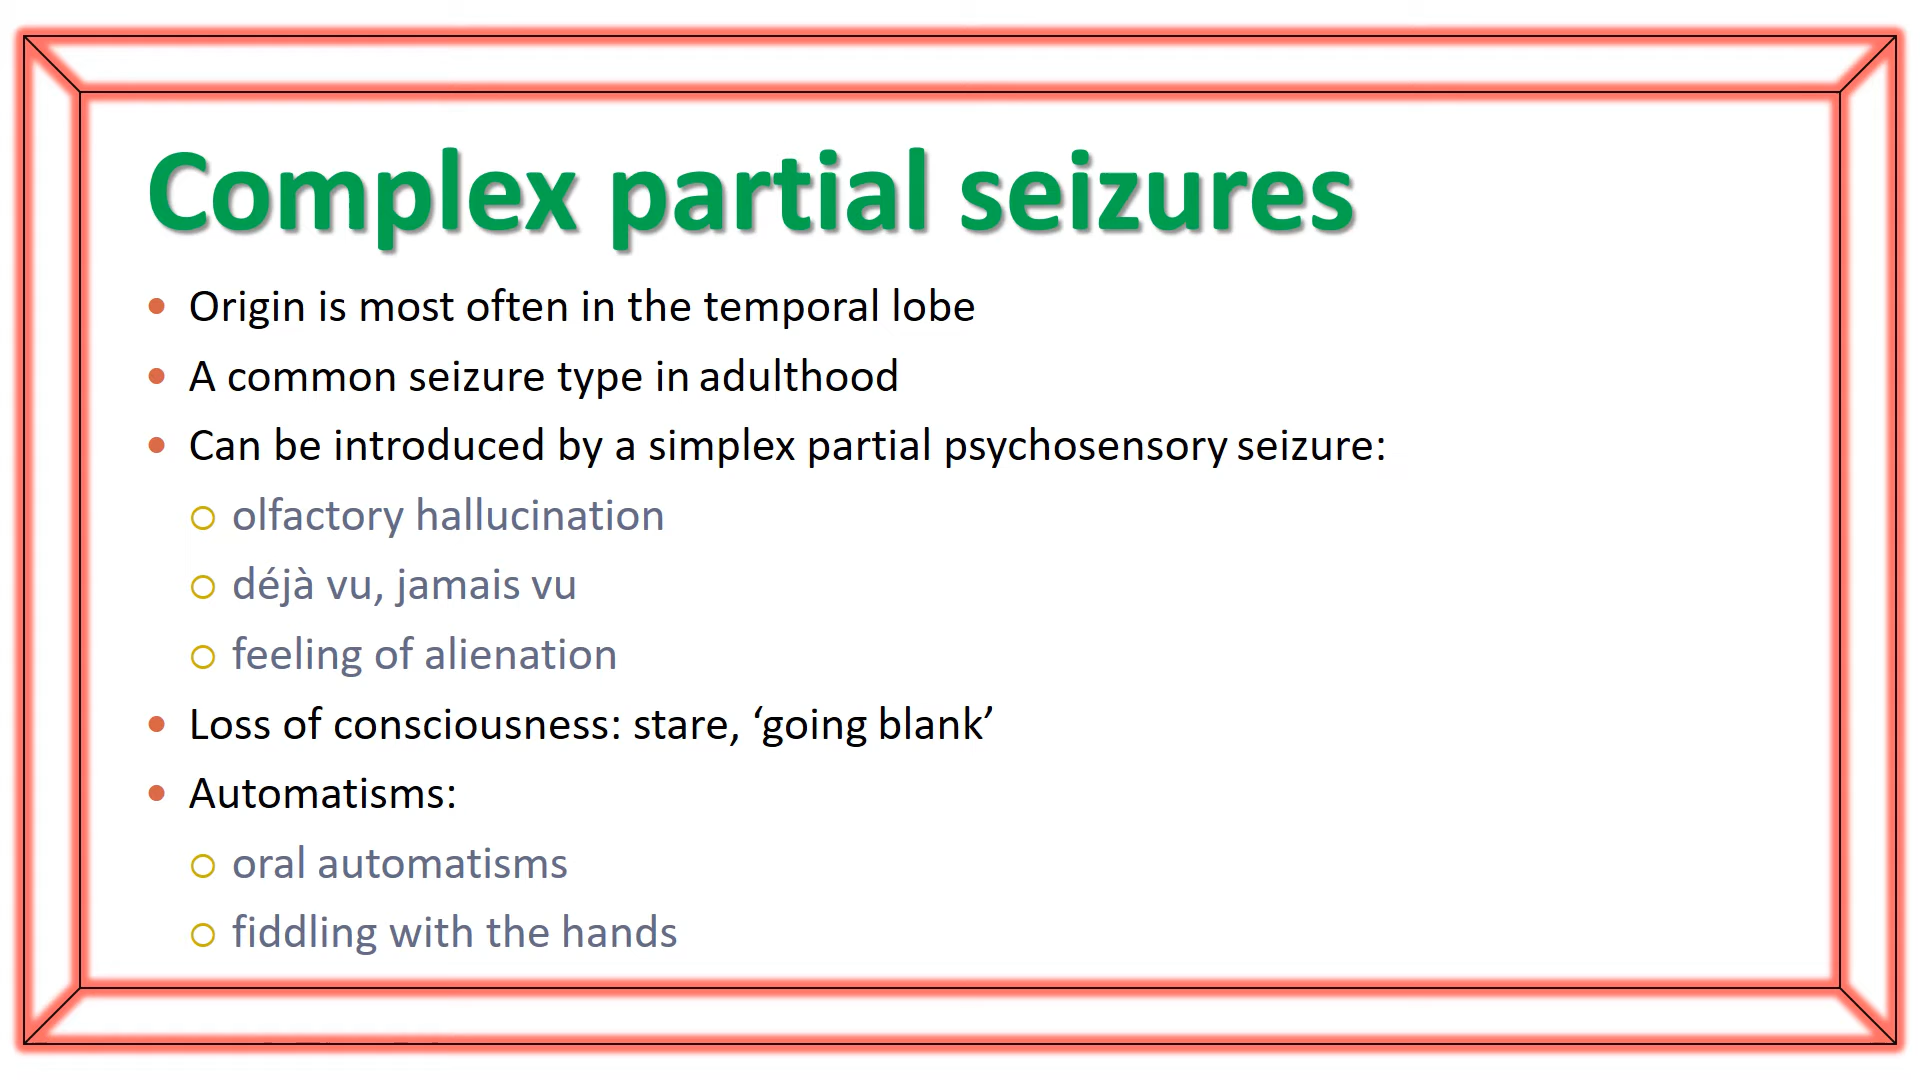 Complex partial seizures
• Origin is most often in the temporal lobe
• A common seizure type in adulthood
• Can be introduced by a simplex partial psychosensory seizure:
○ olfactory hallucination
○ déjà vu, jamais vu
○ feeling of alienation
• Loss of consciousness: stare, ‘going blank’
• Automatisms:
○ oral automatisms
○ fiddling with the hands